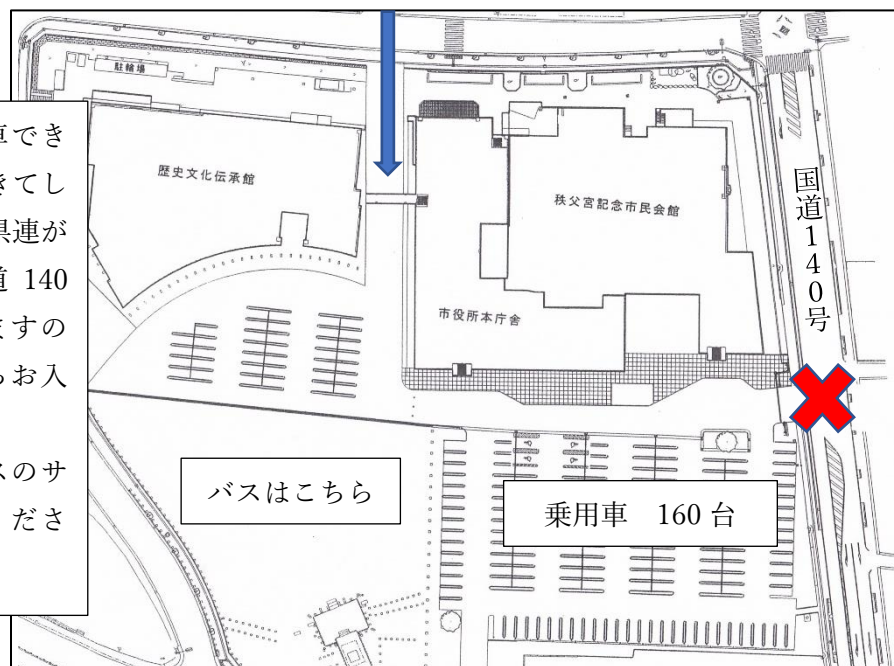 駐輪場
歴史文化伝承館
秩父宮記念市民会館
市役所本庁舎
国道140号
車でき
きてし
県連が
道 140
ますの
らお入
スのサ
ださ
バスはこちら
乗用車 160台